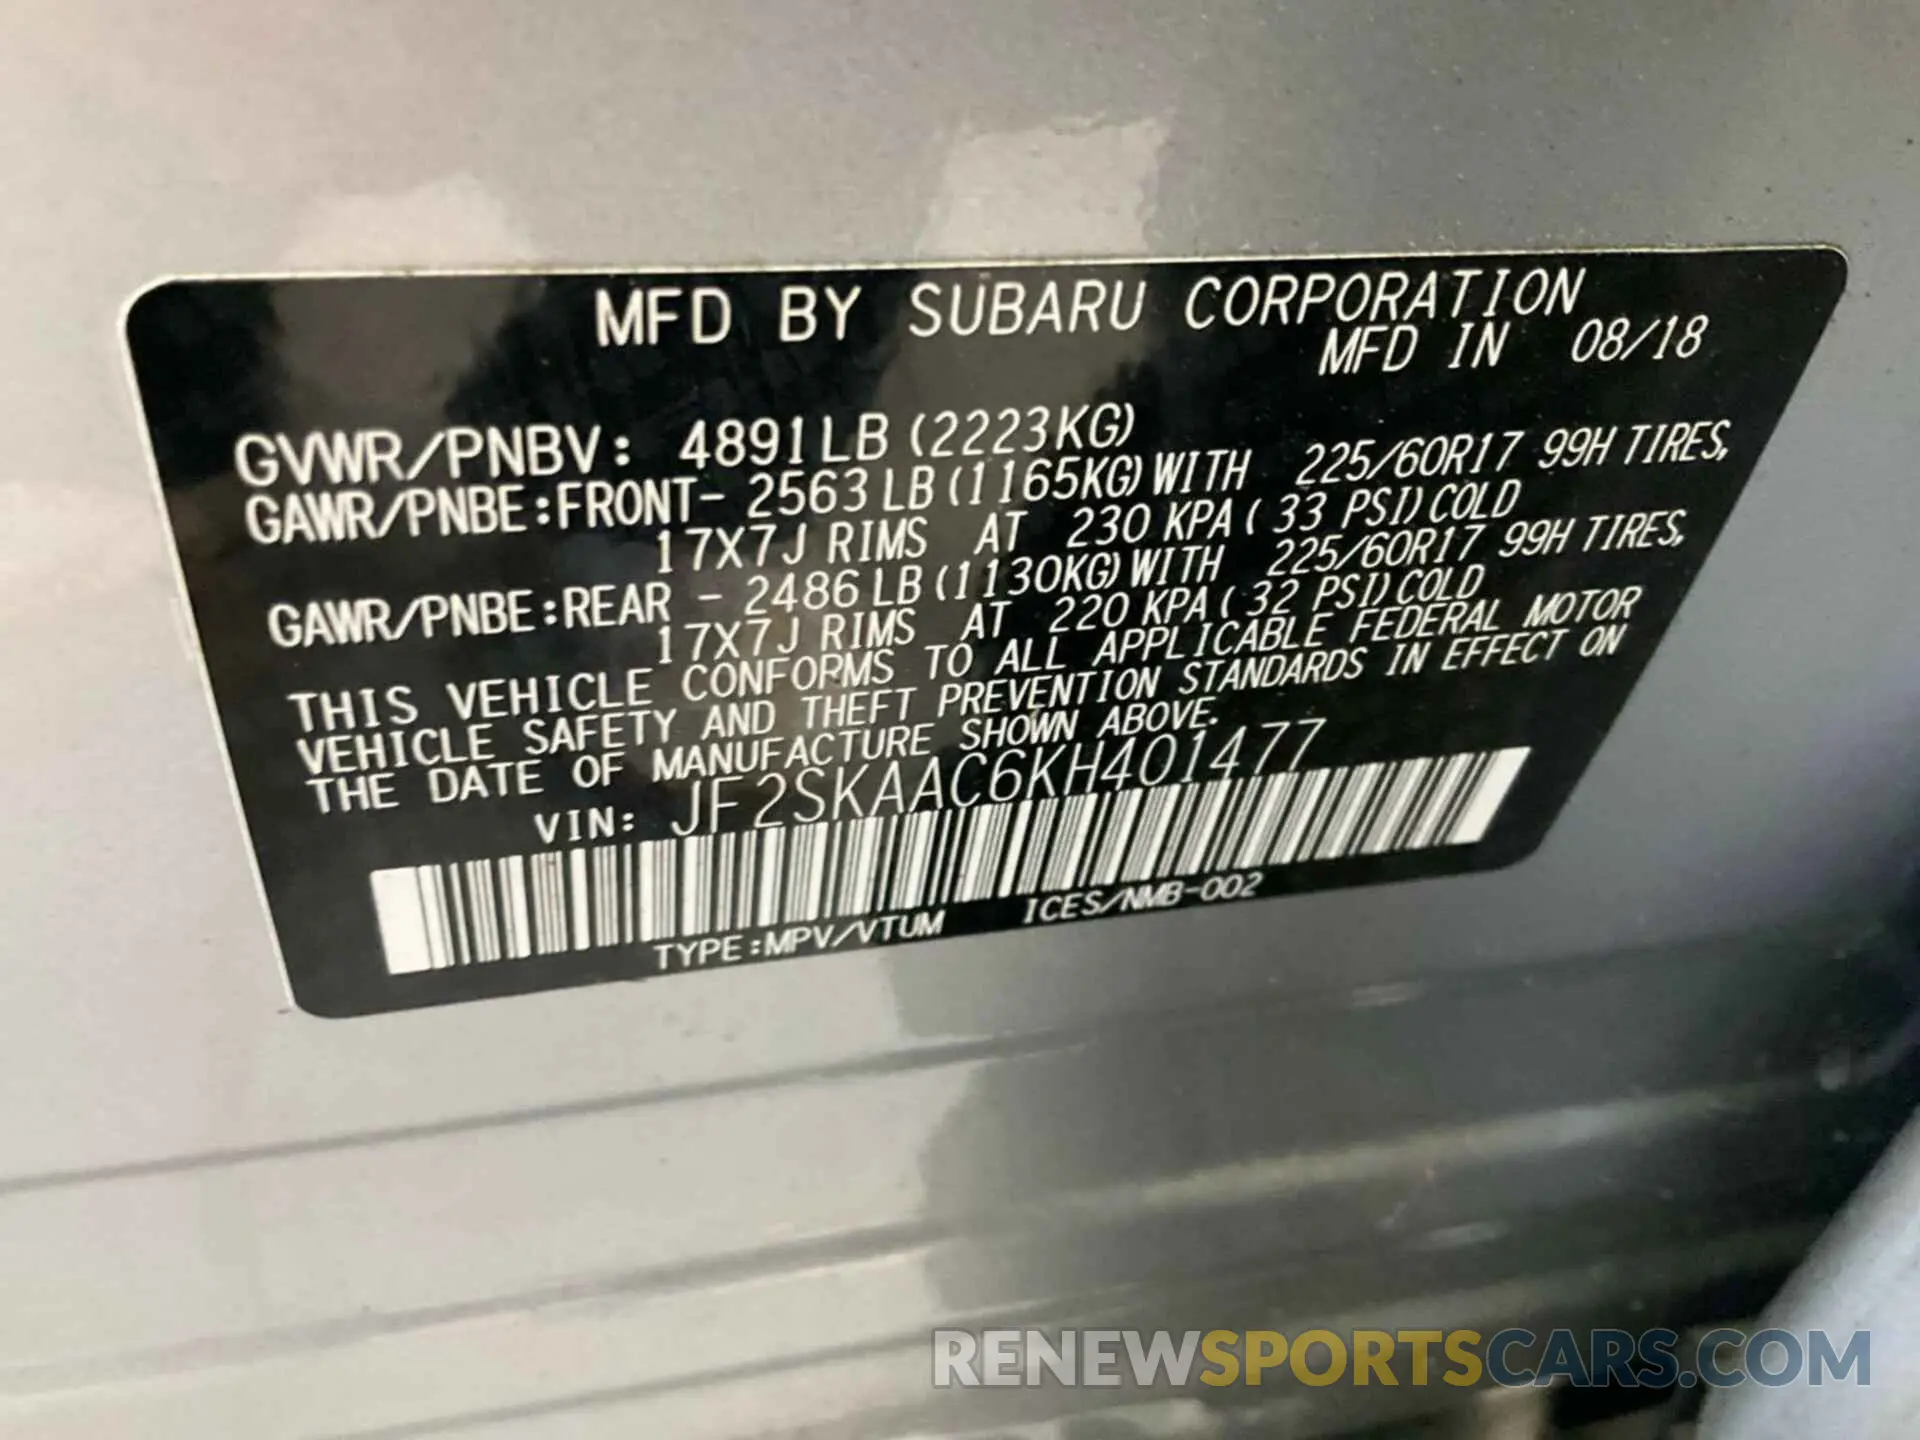 MFD BY SUBARU CORPORATION
MFD IN 08/18
GVWR/PNBV: 4891LB (2223KG)
GAWR/PNBE:FRONT- 2563 LB (1165KG) WITH 225/60R17 99H TIRES,
17X7J RIMS AT 230 KPA ( 33 PSI) COLD
GAWR/PNBE:REAR - 2486 LB (1130KG) WITH 225/60R17 99H TIRES,
17X7J RIMS AT 220 KPA ( 32 PSI) COLD
THIS VEHICLE CONFORMS TO ALL APPLICABLE FEDERAL MOTOR
VEHICLE SAFETY AND THEFT PREVENTION STANDARDS IN EFFECT ON
THE DATE OF MANUFACTURE SHOWN ABOVE.
VIN: JF2SKAAC6KH401477
TYPE:MPV/VTUM ICES/NMB-002
RENEWSPORTSCARS.COM